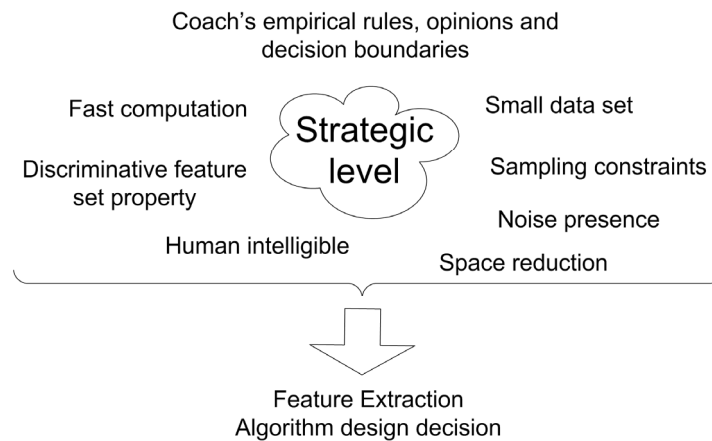 Coach's empirical rules, opinions and
decision boundaries
Fast computation
Small data set
Strategic
level
Discriminative feature
set property
Sampling constraints
Noise presence
Human intelligible
Space reduction
Feature Extraction
Algorithm design decision